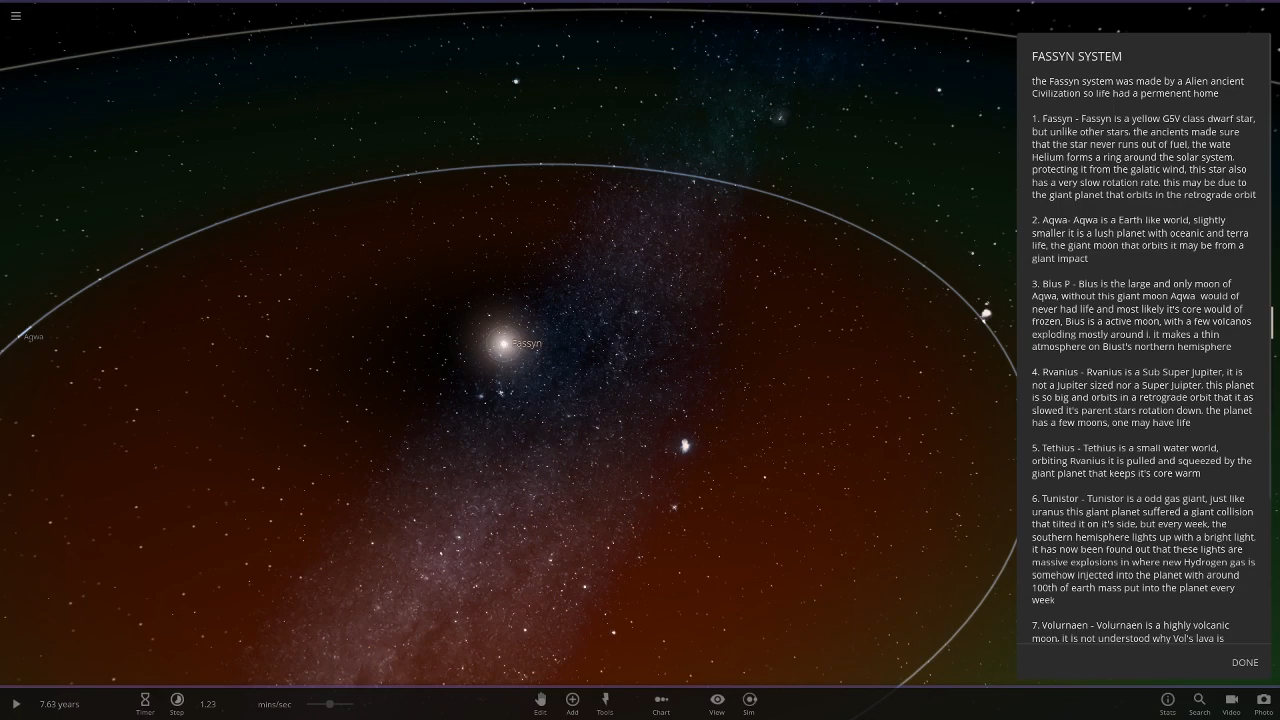 FASSYN SYSTEM
the Fassyn system was made by a Alien ancient
Civilization so life had a permenent home
1. Fassyn - Fassyn is a yellow G5V class dwarf star,
but unlike other stars. the ancients made sure
that the star never runs out of fuel, the wate
Helium forms a ring around the solar system.
protecting it from the galatic wind, this star also
has a very slow rotation rate. this may be due to
the giant planet that orbits in the retrograde orbit
2. Aqwa- Aqwa is a Earth like world, slightly
smaller it is a lush planet with oceanic and terra
life, the giant moon that orbits it may be from a
giant impact
3. Bius P - Bius is the large and only moon of
Aqwa, without this giant moon Aqwa would of
never had life and most likely it's core would of
frozen, Bius is a active moon, with a few volcanos
exploding mostly around i. it makes a thin
atmosphere on Biust's northern hemisphere
4. Rvanius - Rvanius is a Sub Super Jupiter, it is
not a Jupiter sized nor a Super Juipter. this planet
is so big and orbits in a retrograde orbit that it as
slowed it's parent stars rotation down. the planet
has a few moons, one may have life
5. Tethius - Tethius is a small water world,
orbiting Rvanius it is pulled and squeezed by the
giant planet that keeps it's core warm
6. Tunistor - Tunistor is a odd gas giant, just like
uranus this giant planet suffered a giant collision
that tilted it on it's side, but every week, the
southern hemisphere lights up with a bright light.
it has now been found out that these lights are
massive explosions in where new Hydrogen gas is
somehow injected into the planet with around
100th of earth mass put into the planet every
week
7. Volurnaen - Volurnaen is a highly volcanic
moon, it is not understood why Vol's lava is
DONE
Aqwa
Fassyn
7.63 years
Timer
Step
1.23
mins/sec
Edit
Add
Tools
Chart
View
Sim
Stats
Search
Video
Photo